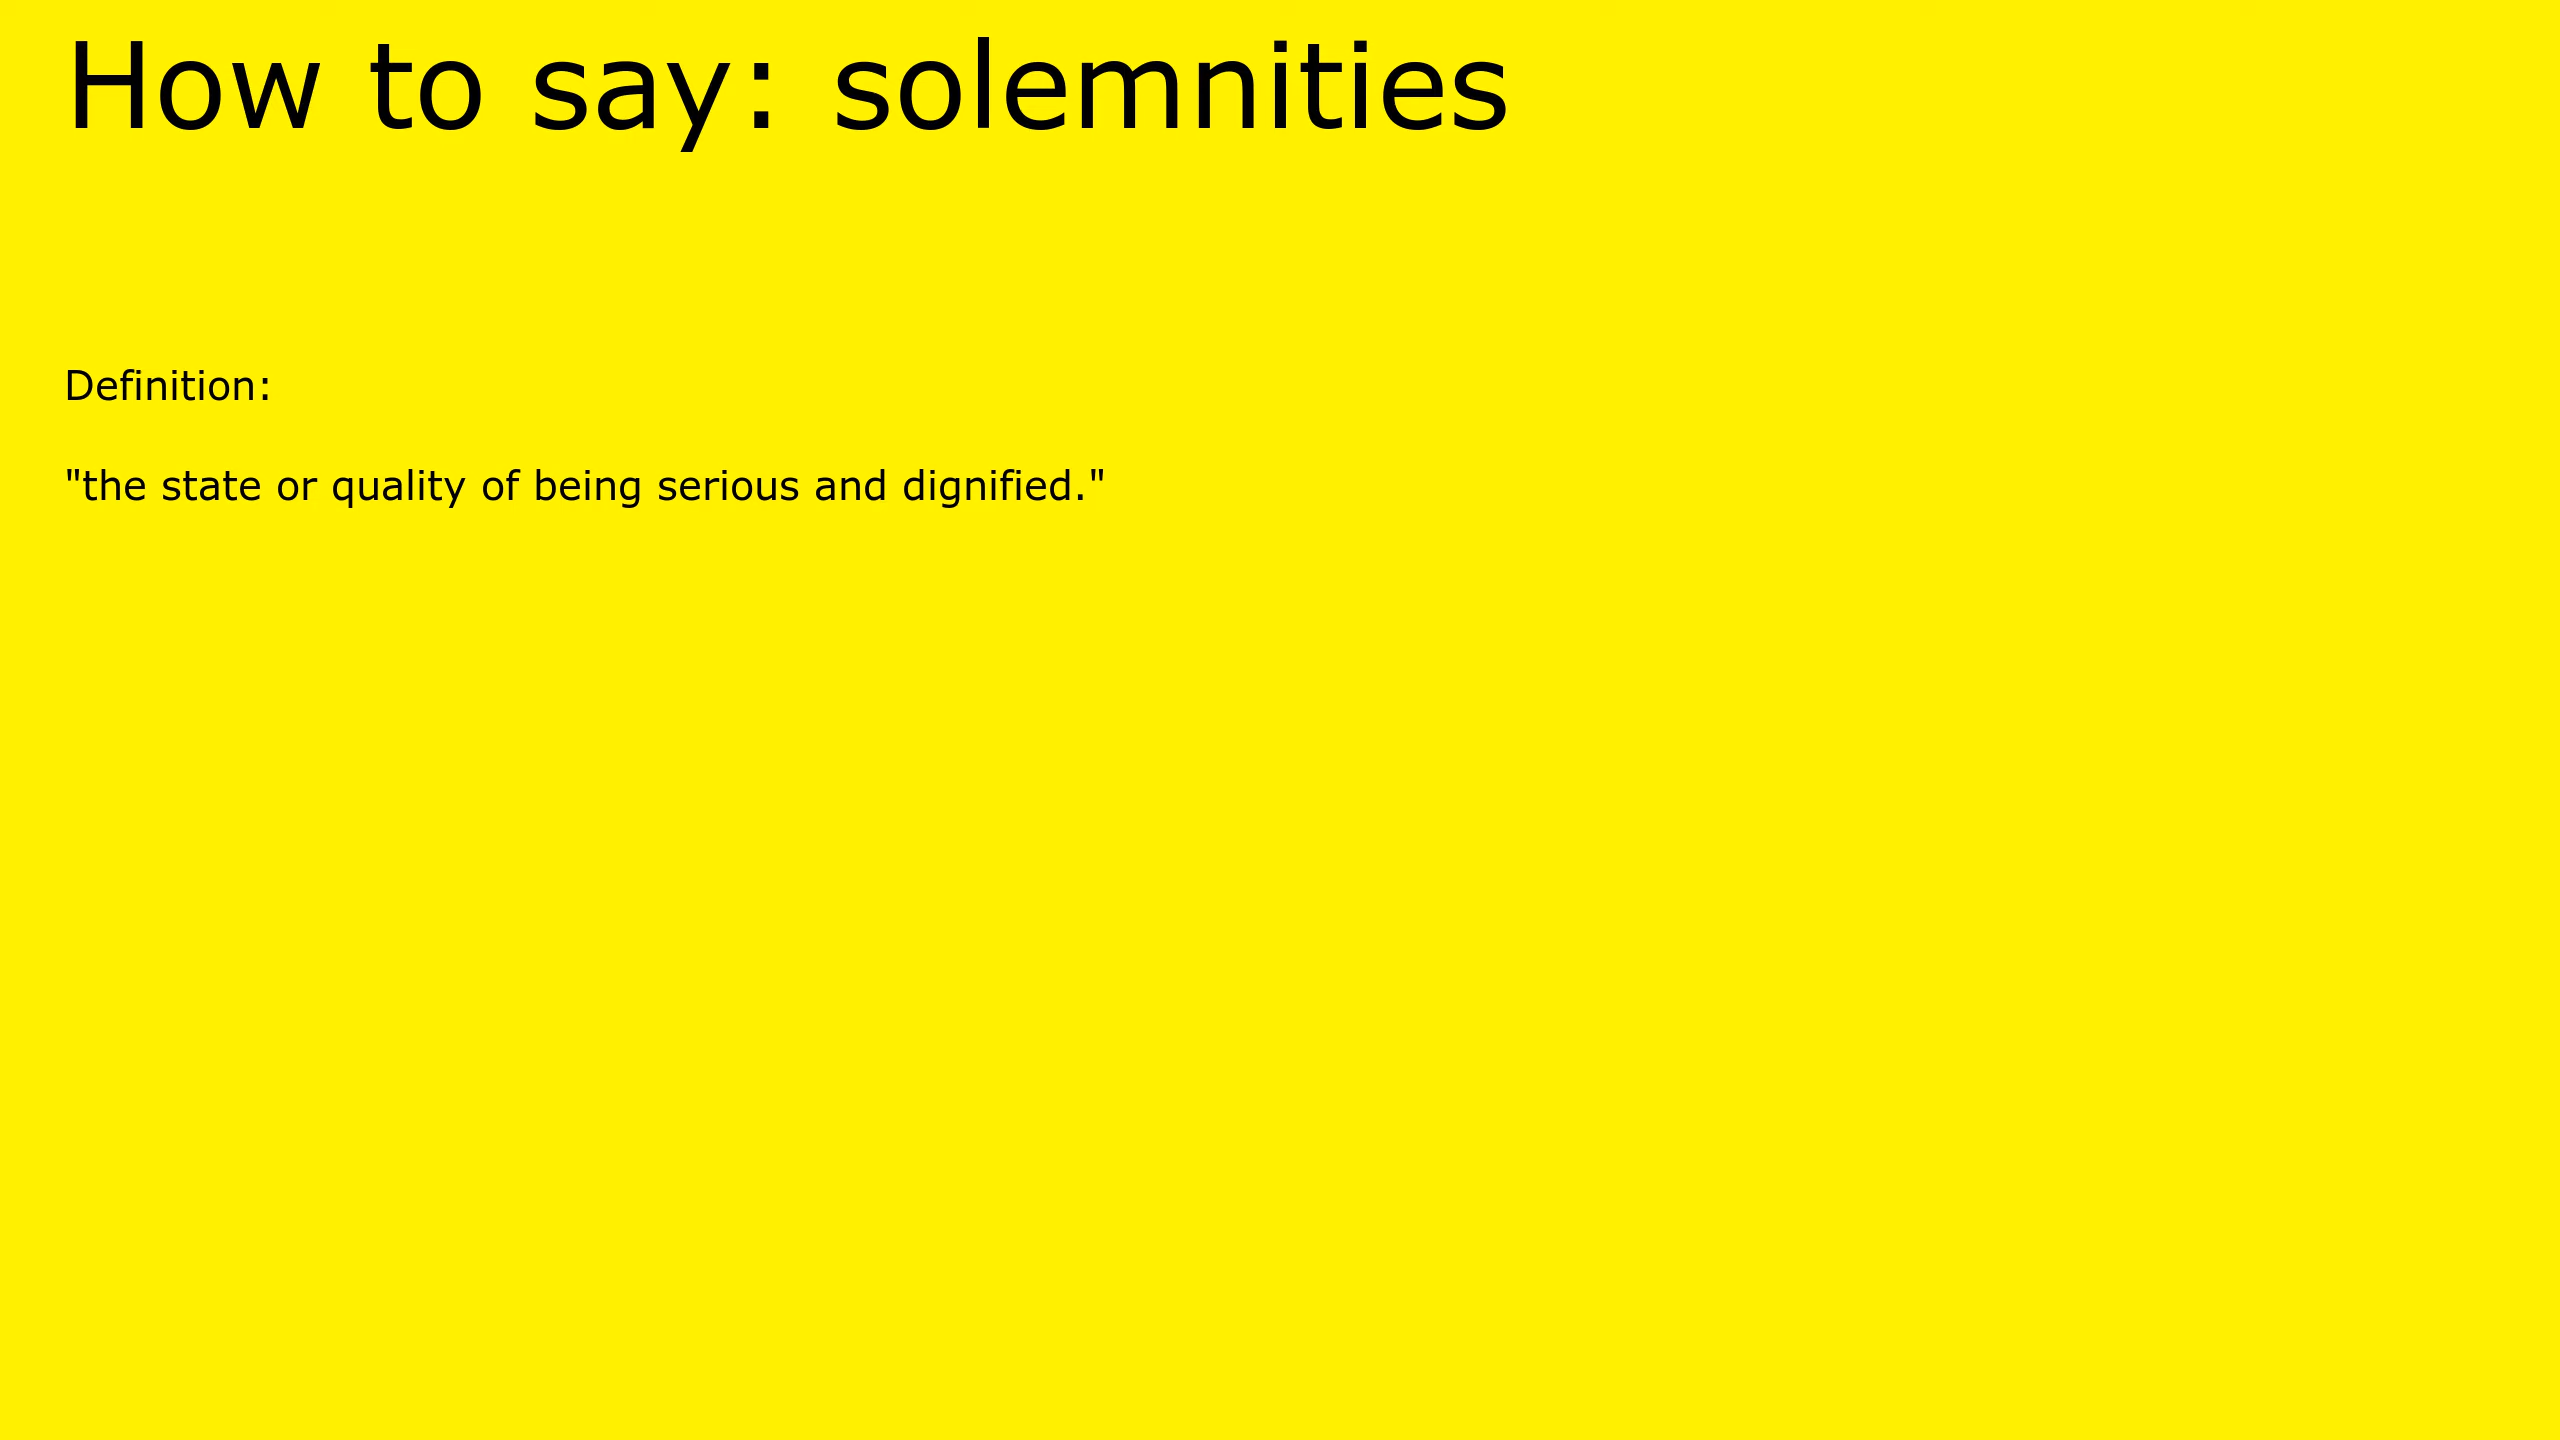 How to say: solemnities
Definition:
"the state or quality of being serious and dignified."